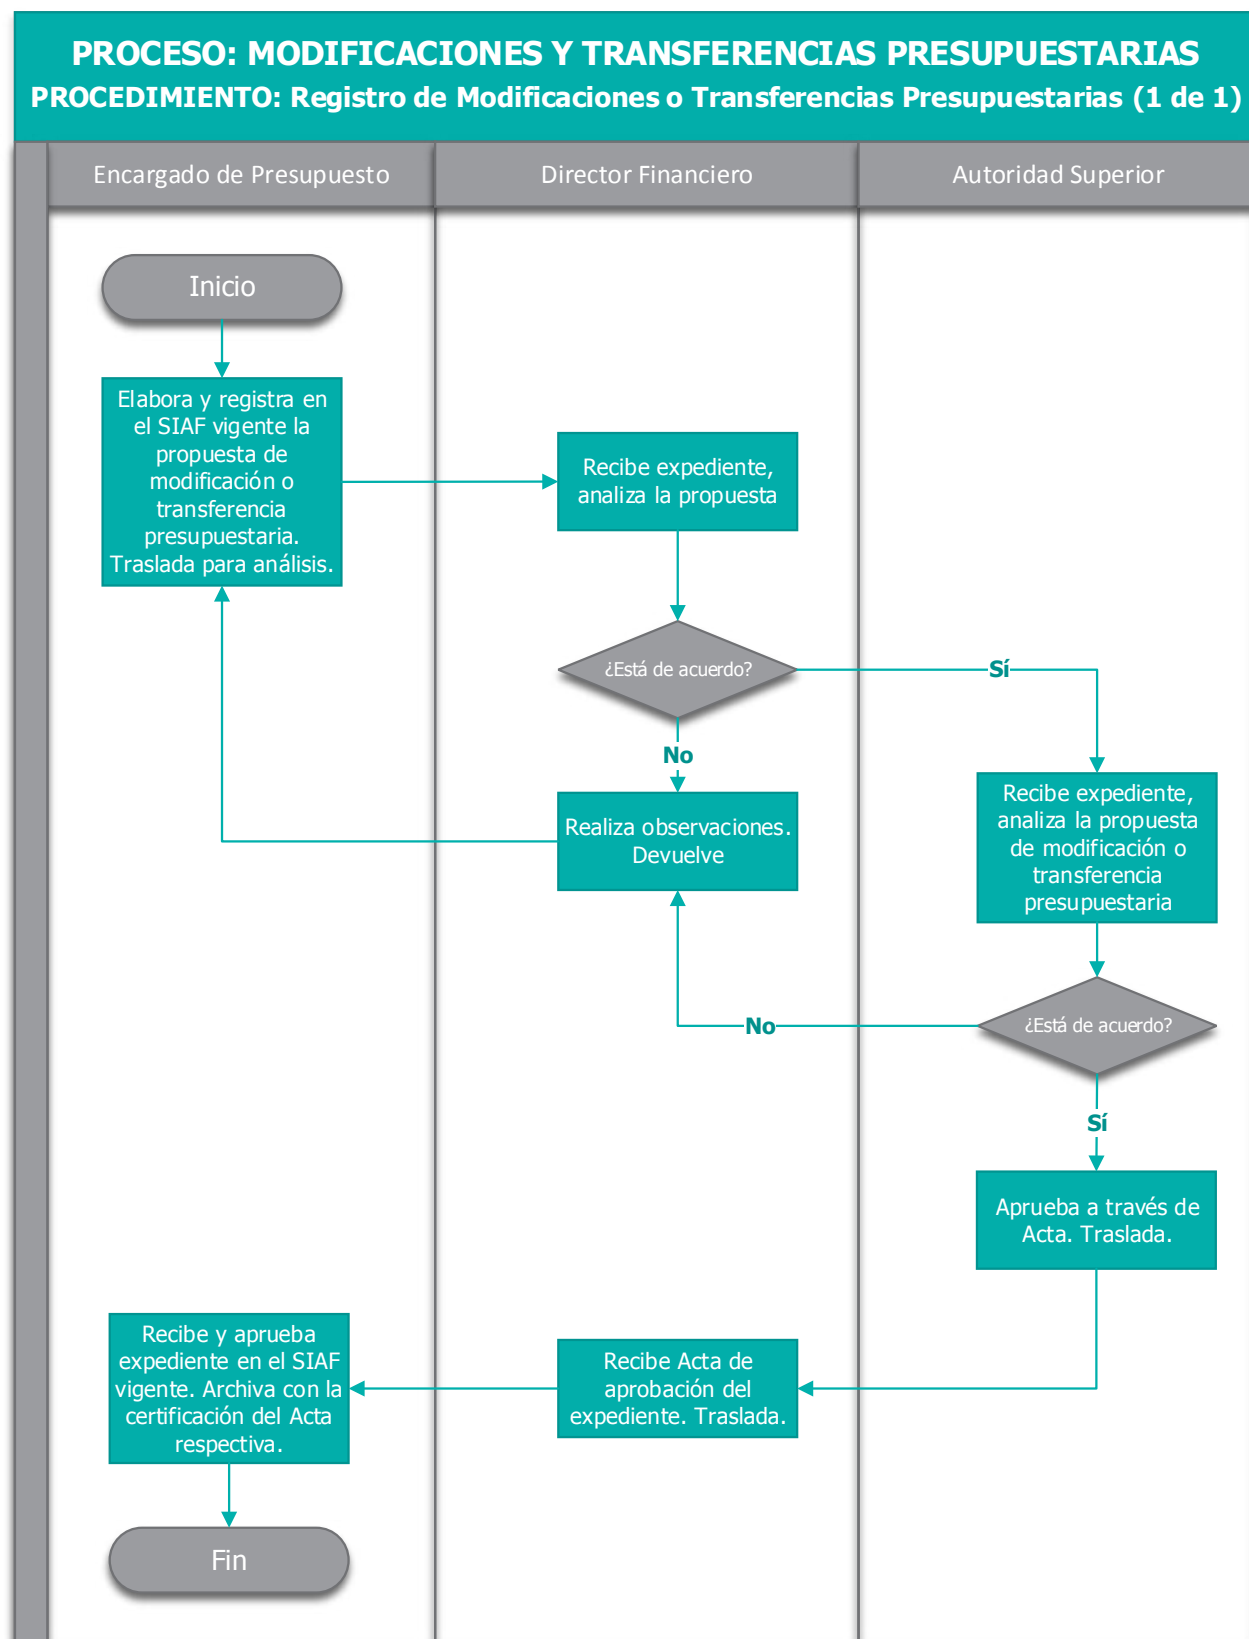 PROCESO: MODIFICACIONES Y TRANSFERENCIAS PRESUPUESTARIAS
PROCEDIMIENTO: Registro de Modificaciones o Transferencias Presupuestarias (1 de 1)
Encargado de Presupuesto
Director Financiero
Autoridad Superior
Inicio
Elabora y registra en
el SIAF vigente la
propuesta de
modificación o
transferencia
presupuestaria.
Traslada para análisis.
Recibe expediente,
analiza la propuesta
¿Está de acuerdo?
Sí
No
Realiza observaciones.
Devuelve
Recibe expediente,
analiza la propuesta
de modificación o
transferencia
presupuestaria
¿Está de acuerdo?
No
Sí
Aprueba a través de
Acta. Traslada.
Recibe Acta de
aprobación del
expediente. Traslada.
Recibe y aprueba
expediente en el SIAF
vigente. Archiva con la
certificación del Acta
respectiva.
Fin